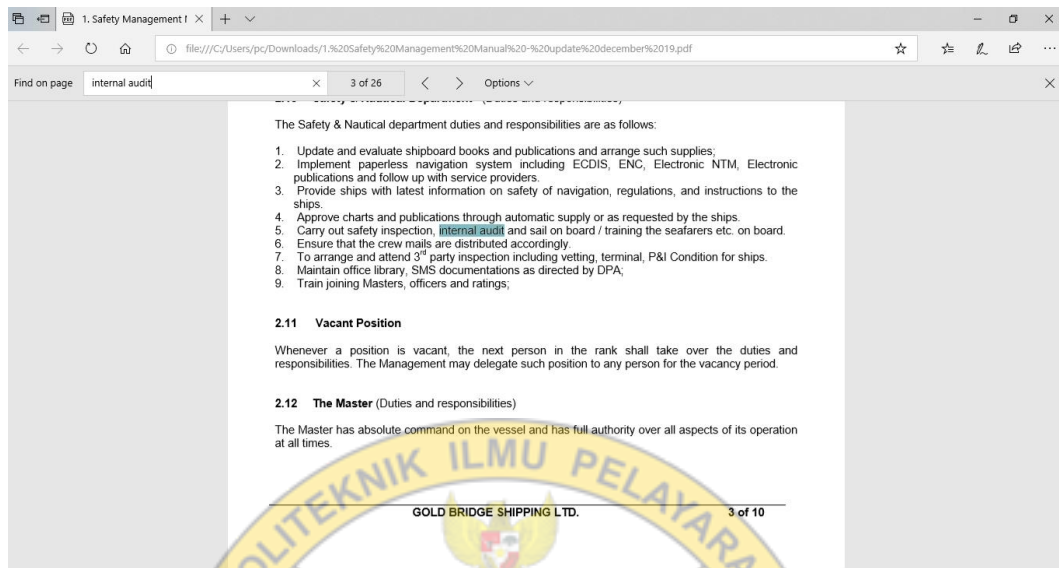 1. Safety Management M
file:///C:/Users/pc/Downloads/1.%20Safety%20Management%20Manual%20-%20update%20december%2019.pdf
Find on page internal audit 3 of 26 Options
The Safety & Nautical department duties and responsibilities are as follows:
1. Update and evaluate shipboard books and publications and arrange such supplies;
2. Implement paperless navigation system including ECDIS, ENC, Electronic NTM, Electronic
publications and follow up with service providers.
3. Provide ships with latest information on safety of navigation, regulations, and instructions to the
ships.
4. Approve charts and publications through automatic supply or as requested by the ships.
5. Carry out safety inspection, internal audit and sail on board / training the seafarers etc. on board.
6. Ensure that the crew mails are distributed accordingly.
7. To arrange and attend 3rd party inspection including vetting, terminal, P&I Condition for ships.
8. Maintain office library, SMS documentations as directed by DPA;
9. Train joining Masters, officers and ratings;
2.11 Vacant Position
Whenever a position is vacant, the next person in the rank shall take over the duties and
responsibilities. The Management may delegate such position to any person for the vacancy period.
2.12 The Master (Duties and responsibilities)
The Master has absolute command on the vessel and has full authority over all aspects of its operation
at all times.
POLITEKNIK ILMU PELAYARA
GOLD BRIDGE SHIPPING LTD. 3 of 10